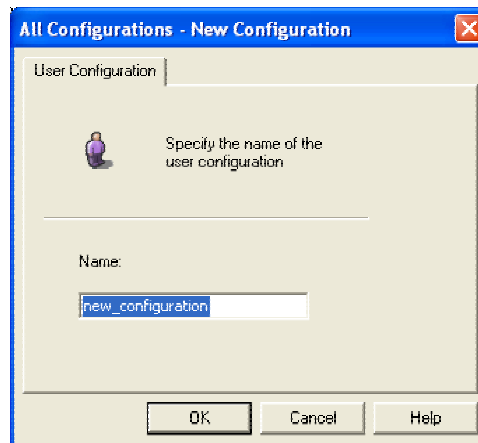 All Configurations - New Configuration
User Configuration
Specify the name of the
user configuration
Name:
new_configuration
OK
Cancel
Help